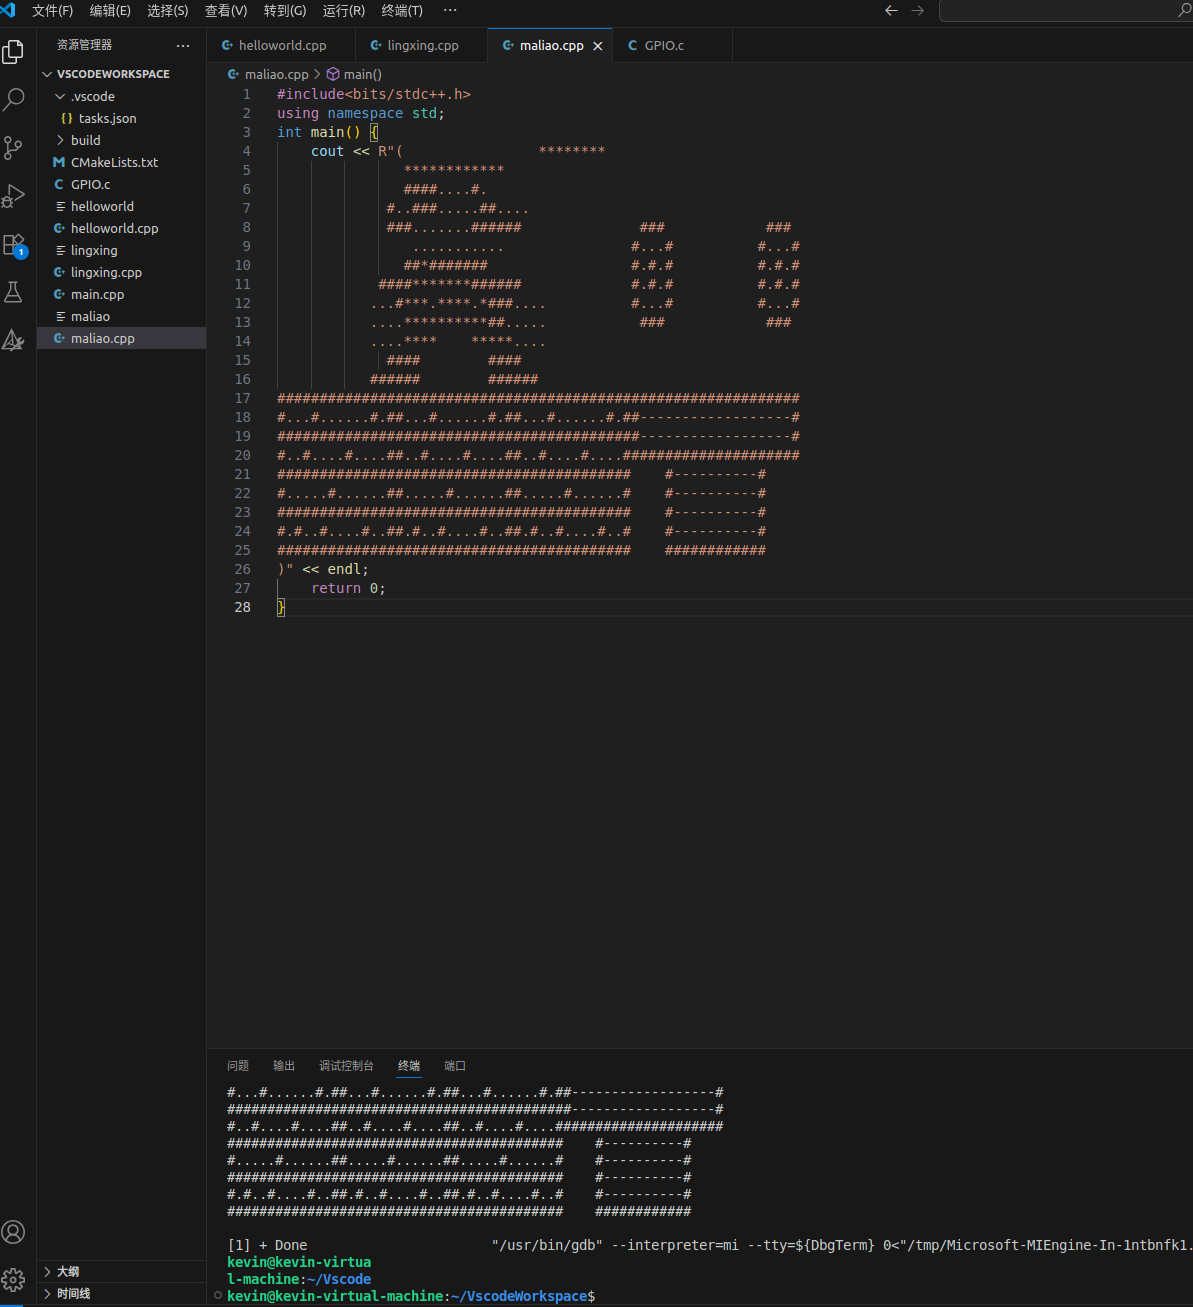 文件(F) 编辑(E) 选择(S) 查看(V) 转到(G) 运行(R) 终端(T) ···
资源管理器 ···
helloworld.cpp lingxing.cpp maliao.cpp GPIO.c
VSCODEWORKSPACE
.vscode
tasks.json
build
CMakeLists.txt
GPIO.c
helloworld
helloworld.cpp
lingxing
lingxing.cpp
main.cpp
maliao
maliao.cpp
1
maliao.cpp > main()
1 #include<bits/stdc++.h>
2 using namespace std;
3 int main() {
4     cout << R"(                ********
5                ************
6                ####....#.
7              #..###.....##....
8              ###.......######              ###            ###
9                 ...........               #...#          #...#
10                ##*#######                 #.#.#          #.#.#
11             ####*******######             #.#.#          #.#.#
12            ...#***.****.*###....          #...#          #...#
13            ....**********##.....           ###            ###
14            ....****    *****....
15              ####        ####
16            ######        ######
17 ##############################################################
18 #...#......#.##...#......#.##...#......#.##------------------#
19 ###########################################------------------#
20 #..#....#....##..#....#....##..#....#....#####################
21 ##########################################    #----------#
22 #.....#......##.....#......##.....#......#    #----------#
23 ##########################################    #----------#
24 #.#..#....#..##.#..#....#..##.#..#....#..#    #----------#
25 ##########################################    ############
26 )" << endl;
27     return 0;
28 }
问题 输出 调试控制台 终端 端口
#...#......#.##...#......#.##...#......#.##------------------#
###########################################------------------#
#..#....#....##..#....#....##..#....#....#####################
##########################################    #----------#
#.....#......##.....#......##.....#......#    #----------#
##########################################    #----------#
#.#..#....#..##.#..#....#..##.#..#....#..#    #----------#
##########################################    ############
[1] + Done                       "/usr/bin/gdb" --interpreter=mi --tty=${DbgTerm} 0<"/tmp/Microsoft-MIEngine-In-1ntbnfk1.
kevin@kevin-virtua
l-machine:~/Vscode
kevin@kevin-virtual-machine:~/VscodeWorkspace$
大纲
时间线